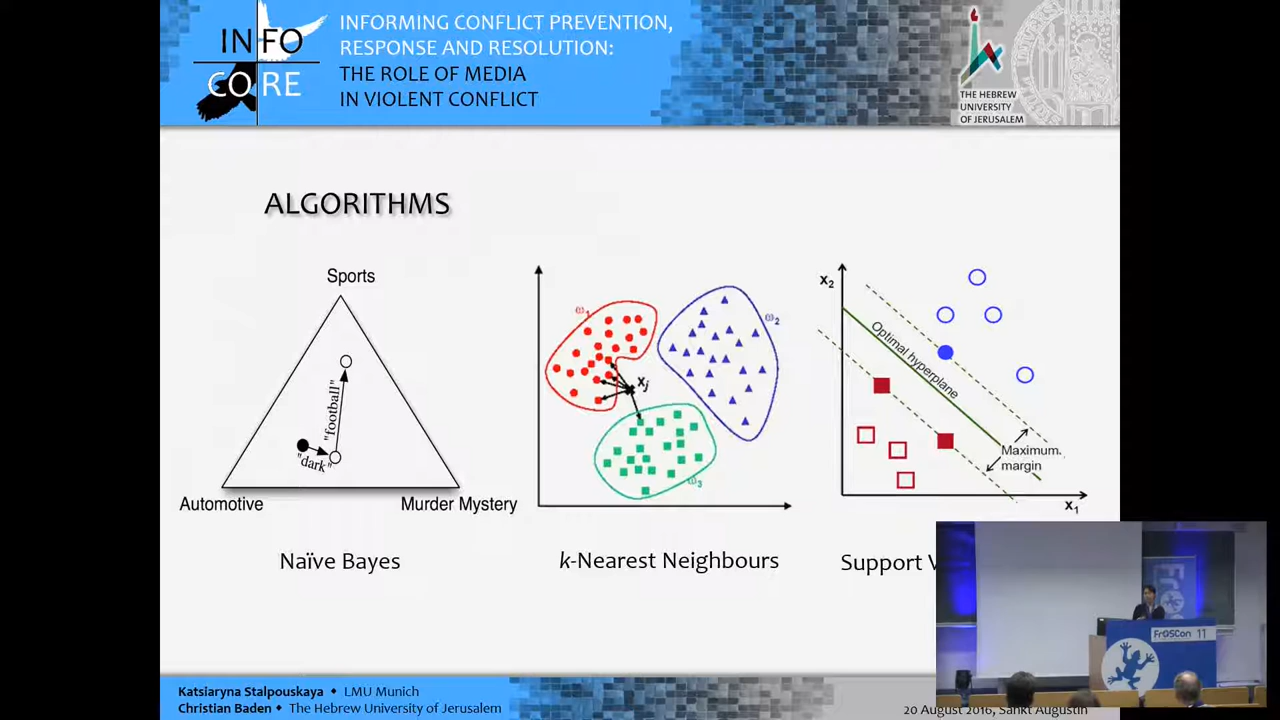 INFO
CORE
INFORMING CONFLICT PREVENTION,
RESPONSE AND RESOLUTION:
THE ROLE OF MEDIA
IN VIOLENT CONFLICT
THE HEBREW
UNIVERSITY
OF JERUSALEM
ALGORITHMS
Sports
"football"
"dark"
Automotive
Murder Mystery
Naïve Bayes
ω1
ω2
xj
ω3
k-Nearest Neighbours
x2
Optimal hyperplane
Maximum
margin
x1
Support V
FrOSCon 11
Katsiaryna Stalpouskaya ◆ LMU Munich
Christian Baden ◆ The Hebrew University of Jerusalem
20 August 2016, Sankt Augustin